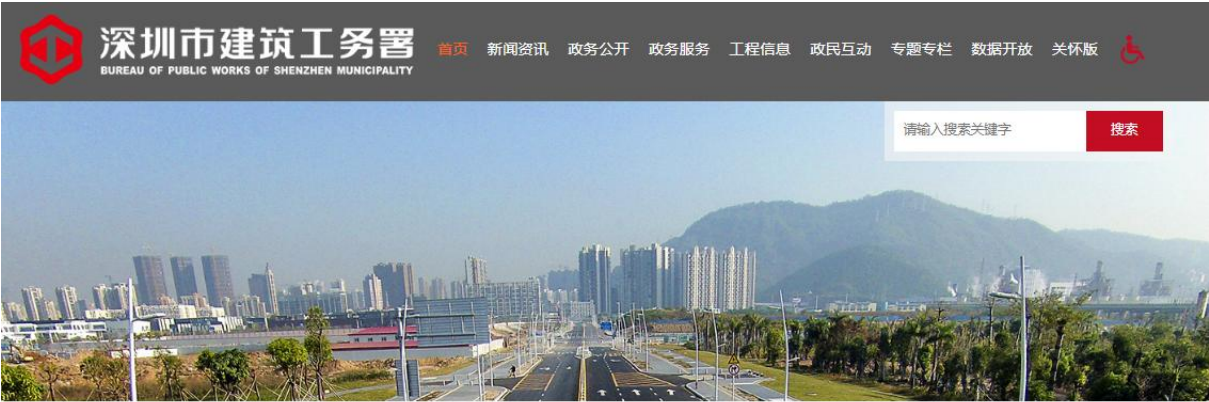 深圳市建筑工务署
BUREAU OF PUBLIC WORKS OF SHENZHEN MUNICIPALITY
首页 新闻资讯 政务公开 政务服务 工程信息 政民互动 专题专栏 数据开放 关怀版
请输入搜索关键字 搜索